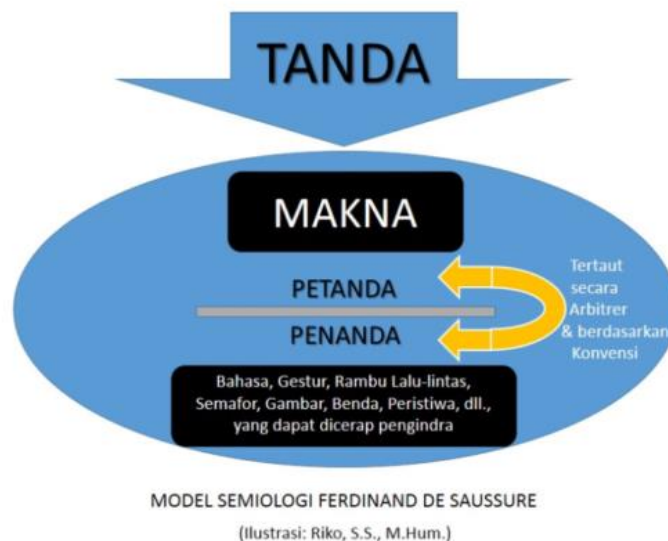 TANDA
MAKNA
PETANDA
PENANDA
Tertaut
secara
Arbitrer
& berdasarkan
Konvensi
Bahasa, Gestur, Rambu Lalu-lintas,
Semafor, Gambar, Benda, Peristiwa, dll.,
yang dapat dicerap pengindra
MODEL SEMIOLOGI FERDINAND DE SAUSSURE
(Ilustrasi: Riko, S.S., M.Hum.)